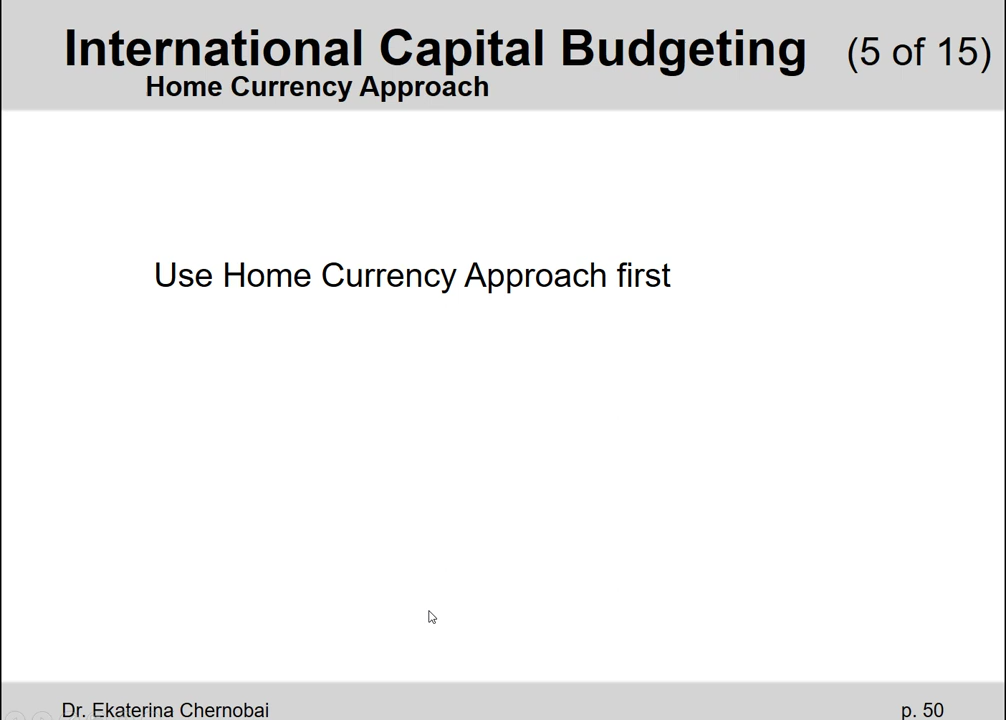 International Capital Budgeting (5 of 15)
Home Currency Approach
Use Home Currency Approach first
Dr. Ekaterina Chernobai p. 50